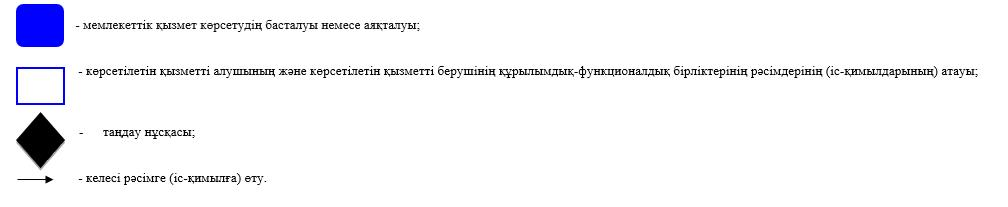 - мемлекеттік қызмет көрсетудің басталуы немесе аяқталуы;
- көрсетілетін қызметті алушының және көрсетілетін қызметті берушінің құрылымдық-функционалдық бірліктерінің рәсімдерінің (іс-қимылдарының) атауы;
- таңдау нұсқасы;
- келесі рәсімге (іс-қимылға) өту.